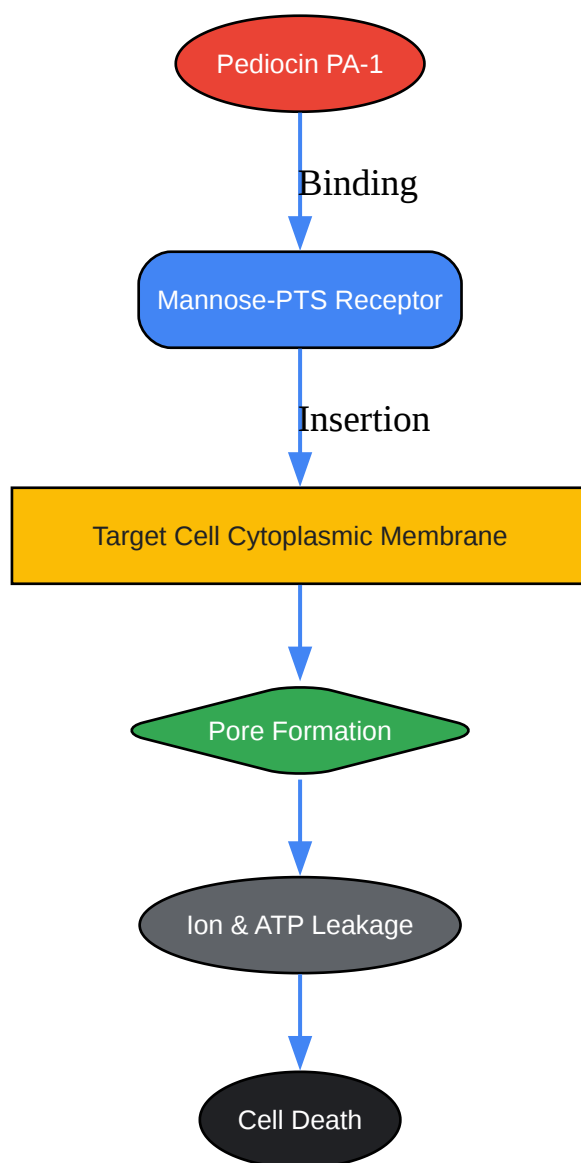 Pediocin PA-1
Binding
Mannose-PTS Receptor
Insertion
Target Cell Cytoplasmic Membrane
Pore Formation
Ion & ATP Leakage
Cell Death